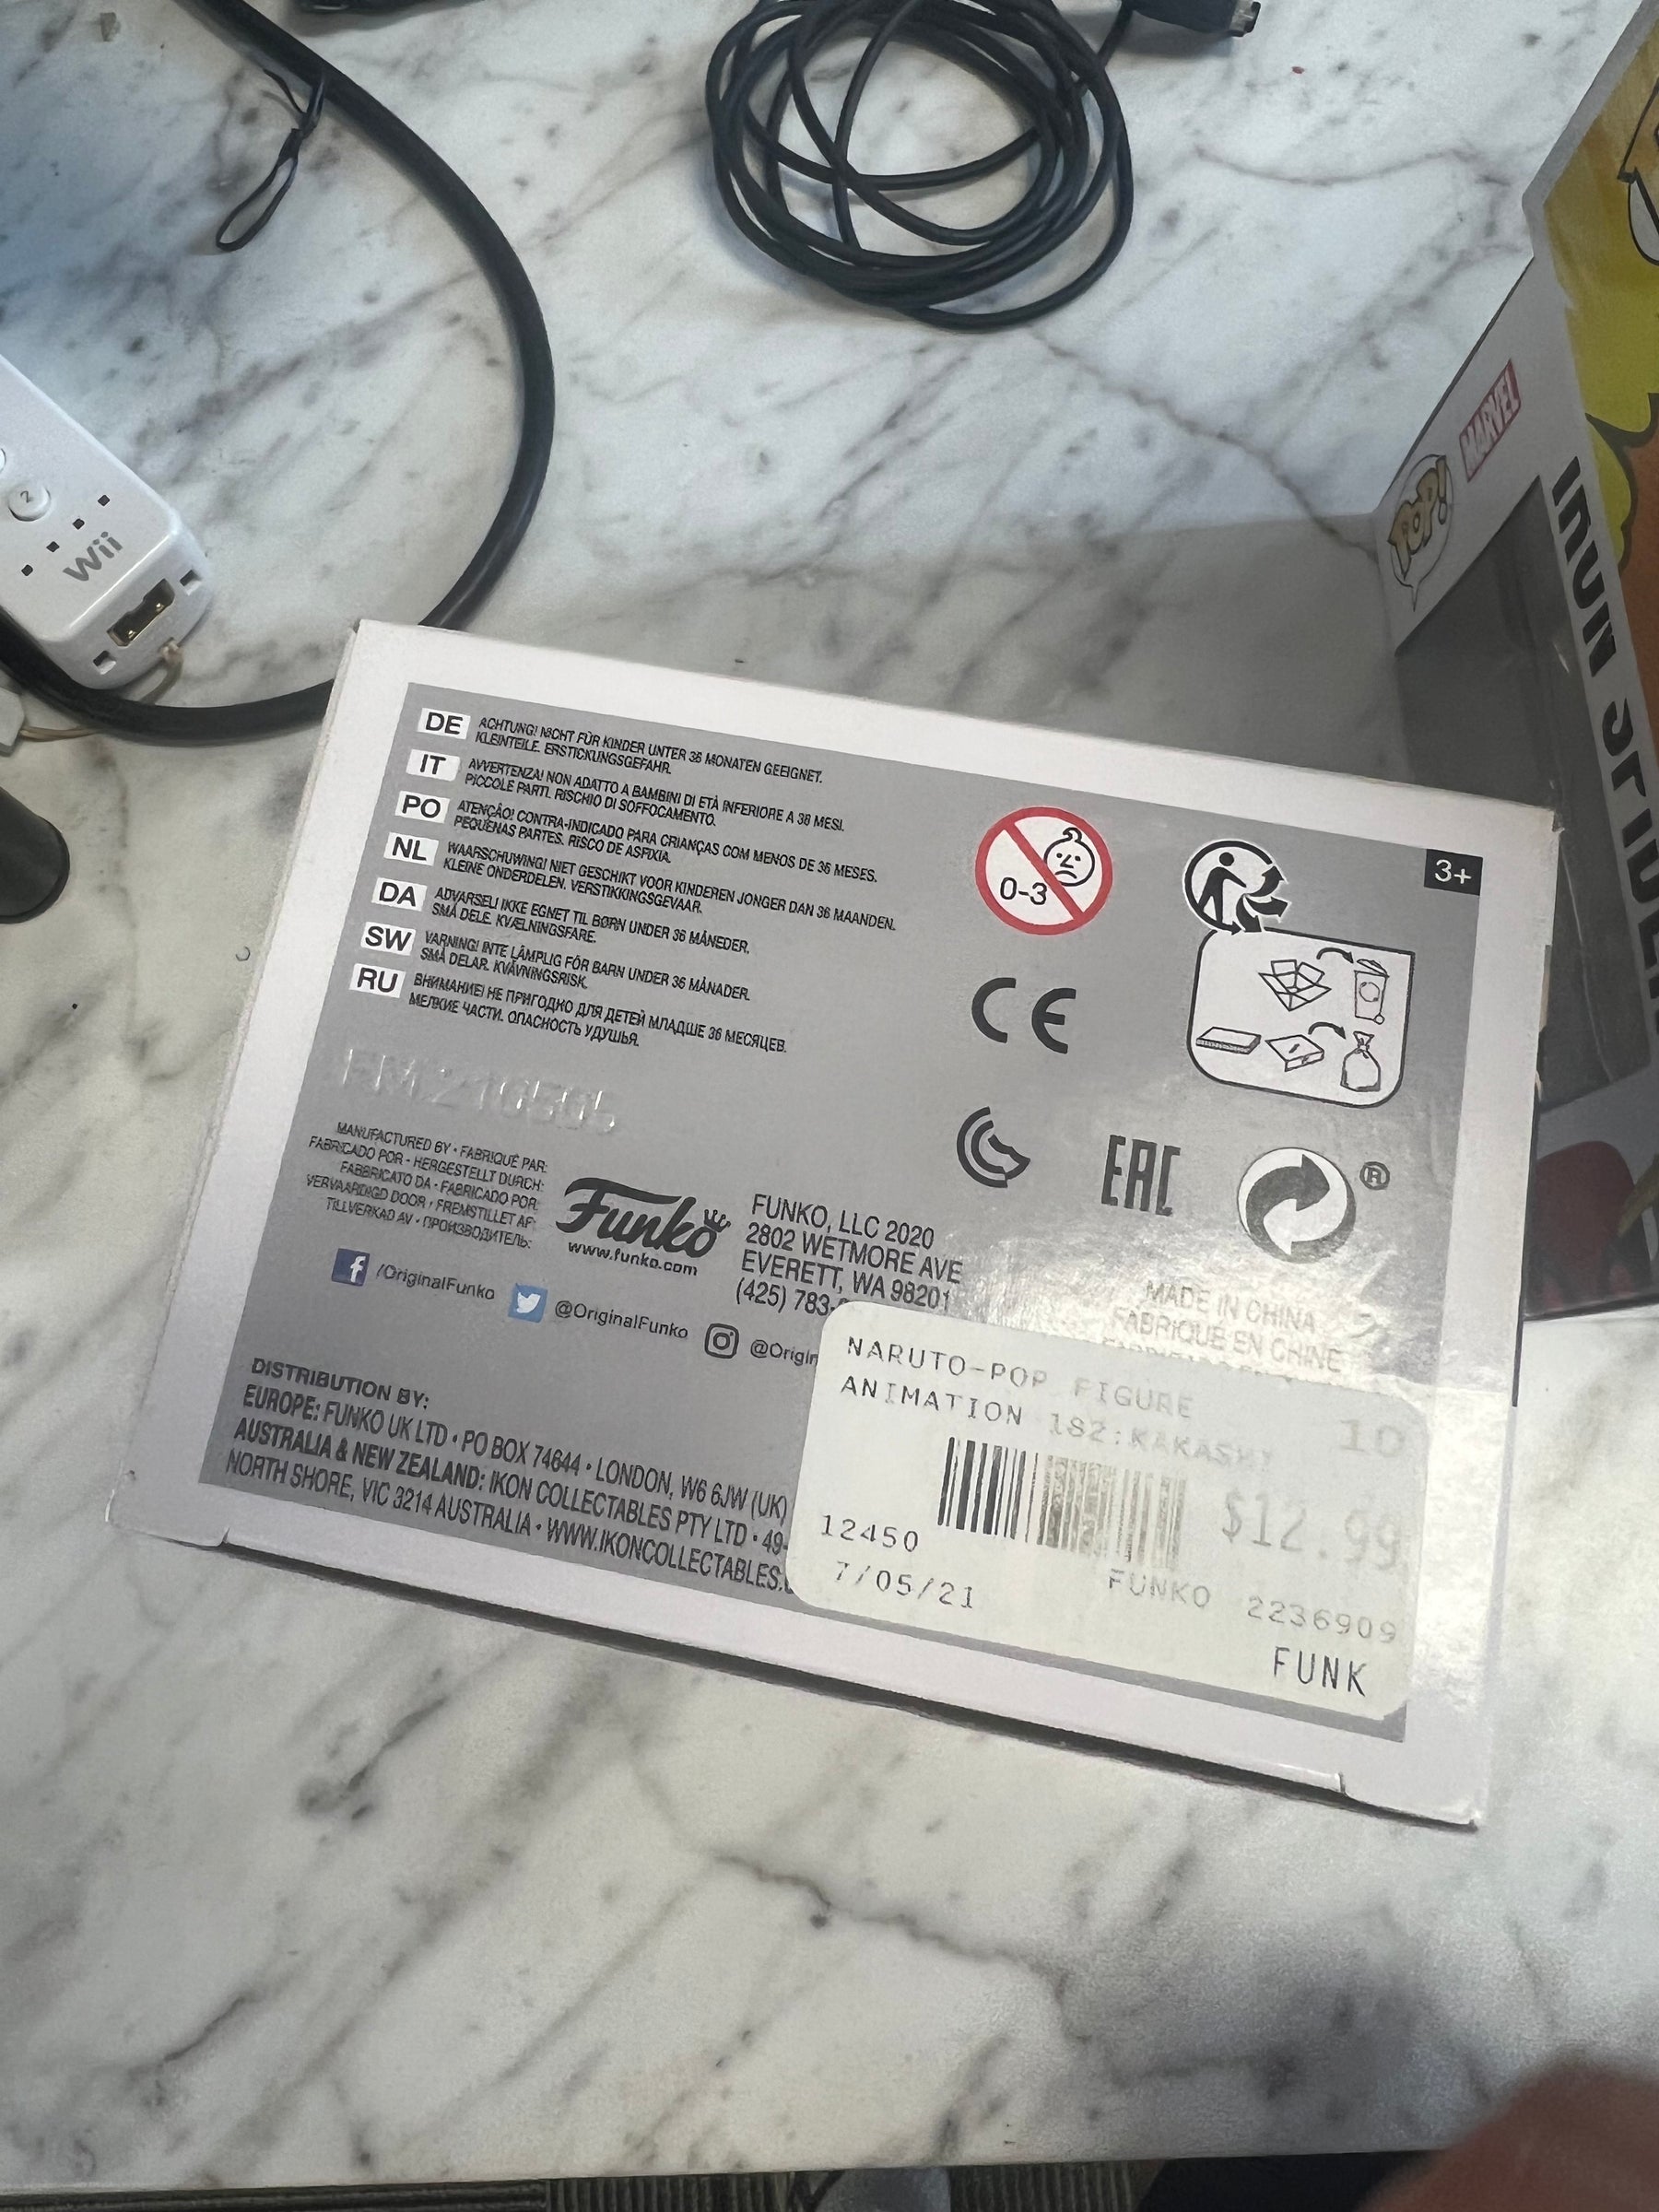 2
Wii
MARVEL
POP!
DE ACHTUNG! NICHT FÜR KINDER UNTER 36 MONATEN GEEIGNET.
KLEINTEILE. ERSTICKUNGSGEFAHR.
IT AVVERTENZA! NON ADATTO A BAMBINI DI ETÀ INFERIORE A 36 MESI.
PICCOLE PARTI. RISCHIO DI SOFFOCAMENTO.
PO ATENÇÃO! CONTRA-INDICADO PARA CRIANÇAS COM MENOS DE 36 MESES.
PEQUENAS PARTES. RISCO DE ASFIXIA.
NL WAARSCHUWING! NIET GESCHIKT VOOR KINDEREN JONGER DAN 36 MAANDEN.
KLEINE ONDERDELEN. VERSTIKKINGSGEVAAR.
DA ADVARSEL! IKKE EGNET TIL BØRN UNDER 36 MÅNEDER.
SMÅ DELE. KVÆLNINGSFARE.
SW VARNING! INTE LÄMPLIG FÖR BARN UNDER 36 MÅNADER.
SMÅ DELAR. KVÄVNINGSRISK.
RU ВНИМАНИЕ! НЕ ПРИГОДНО ДЛЯ ДЕТЕЙ МЛАДШЕ 36 МЕСЯЦЕВ.
МЕЛКИЕ ЧАСТИ. ОПАСНОСТЬ УДУШЬЯ.
0-3
3+
CE
EAC
®
MANUFACTURED BY • FABRIQUÉ PAR:
FABRICADO POR • HERGESTELLT DURCH:
FABBRICATO DA • FABRICADO POR:
VERVAARDIGD DOOR • FREMSTILLET AF:
TILLVERKAD AV • ПРОИЗВОДИТЕЛЬ:
Funko
www.funko.com
FUNKO, LLC 2020
2802 WETMORE AVE
EVERETT, WA 98201
(425) 783-
/OriginalFunko @OriginalFunko @Origin
MADE IN CHINA
FABRIQUÉ EN CHINE
DISTRIBUTION BY:
EUROPE: FUNKO UK LTD • PO BOX 74644 • LONDON, W6 6JW (UK)
AUSTRALIA & NEW ZEALAND: IKON COLLECTABLES PTY LTD • 49-
NORTH SHORE, VIC 3214 AUSTRALIA • WWW.IKONCOLLECTABLES.
NARUTO-POP FIGURE
ANIMATION 182:KAKASHI 10
$12.99
12450
7/05/21 FUNKO 2236909
FUNK